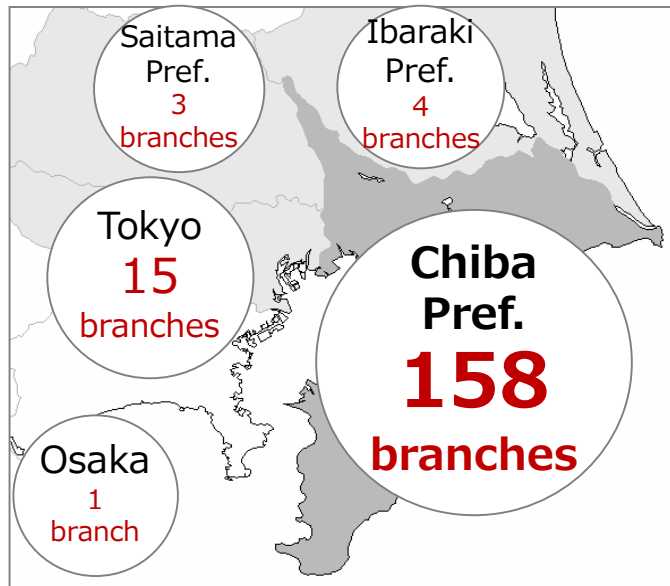 Saitama
Pref.
3
branches
Ibaraki
Pref.
4
branches
Tokyo
15
branches
Chiba
Pref.
158
branches
Osaka
1
branch